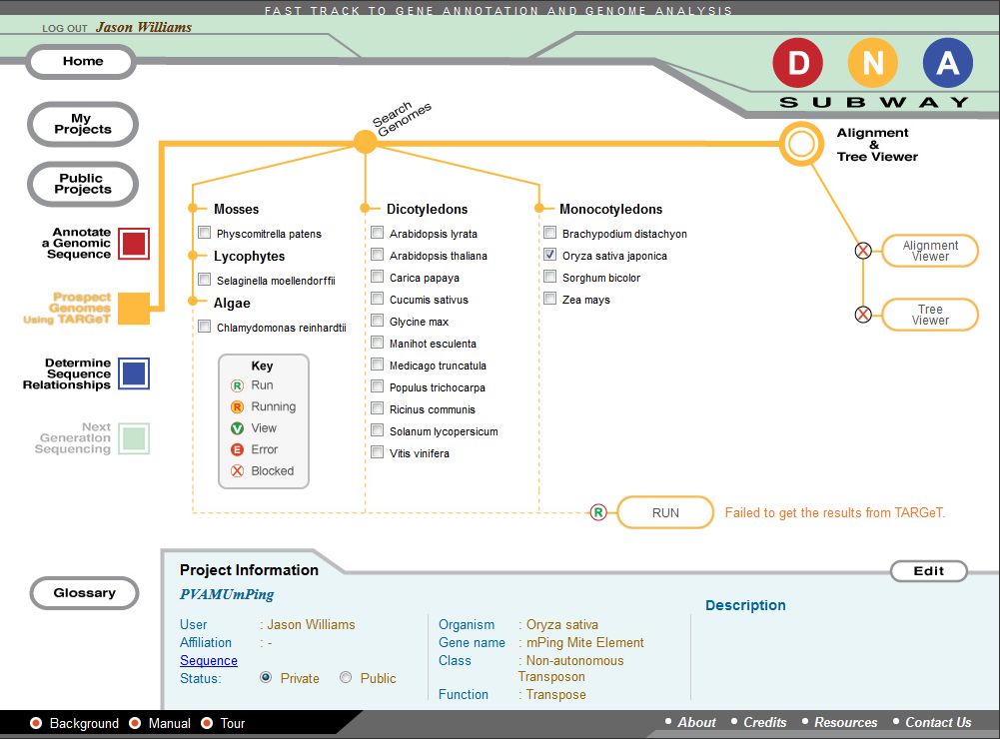 FAST TRACK TO GENE ANNOTATION AND GENOME ANALYSIS
LOG OUT Jason Williams
Home
D N A
SUBWAY
My
Projects
Public
Projects
Annotate
a Genomic
Sequence
Prospect
Genomes
Using TARGeT
Determine
Sequence
Relationships
Next
Generation
Sequencing
Search
Genomes
Alignment
&
Tree Viewer
Alignment
Viewer
Tree
Viewer
Mosses
Physcomitrella patens
Lycophytes
Selaginella moellendorffii
Algae
Chlamydomonas reinhardtii
Key
R Run
R Running
V View
E Error
X Blocked
Dicotyledons
Arabidopsis lyrata
Arabidopsis thaliana
Carica papaya
Cucumis sativus
Glycine max
Manihot esculenta
Medicago truncatula
Populus trichocarpa
Ricinus communis
Solanum lycopersicum
Vitis vinifera
Monocotyledons
Brachypodium distachyon
Oryza sativa japonica
Sorghum bicolor
Zea mays
R RUN Failed to get the results from TARGeT.
Glossary
Project Information
Edit
PVAMUmPing
User : Jason Williams
Affiliation : -
Sequence
Status: Private Public
Organism : Oryza sativa
Gene name : mPing Mite Element
Class : Non-autonomous
Transposon
Function : Transpose
Description
Background Manual Tour
About Credits Resources Contact Us